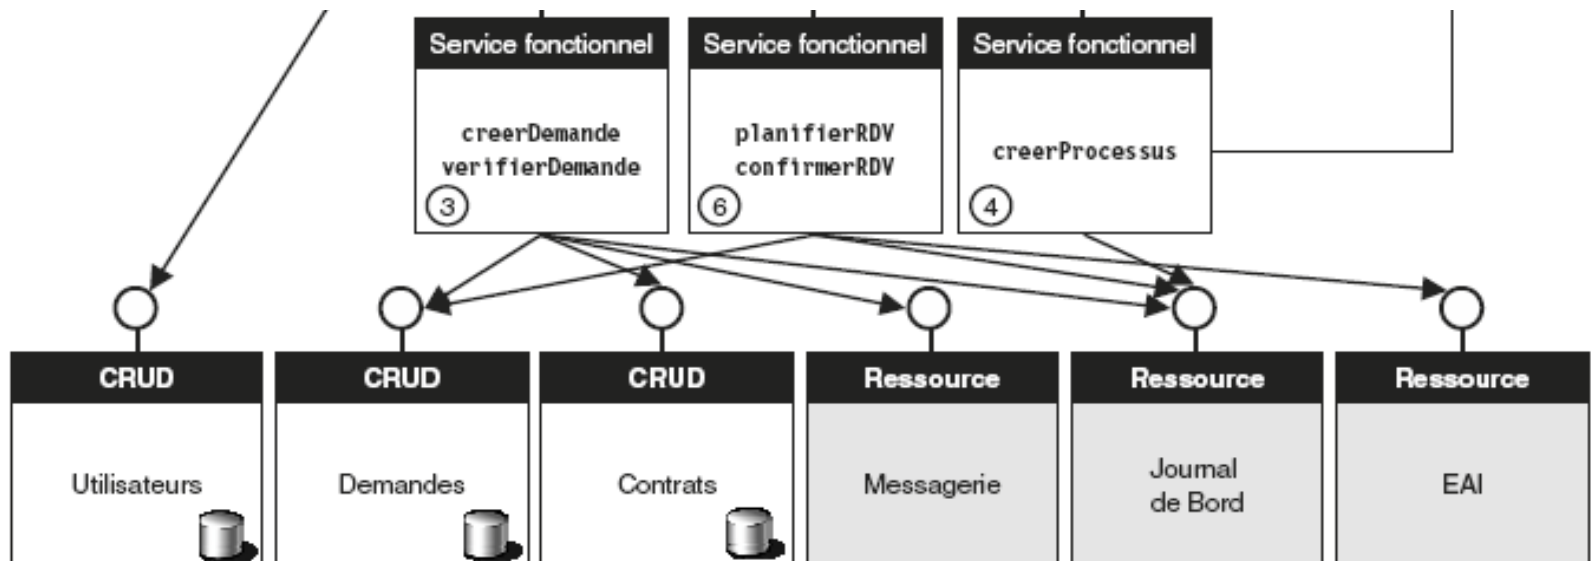 Service fonctionnel
creerDemande
verifierDemande
3
Service fonctionnel
planifierRDV
confirmerRDV
6
Service fonctionnel
creerProcessus
4
CRUD
Utilisateurs
CRUD
Demandes
CRUD
Contrats
Ressource
Messagerie
Ressource
Journal
de Bord
Ressource
EAI